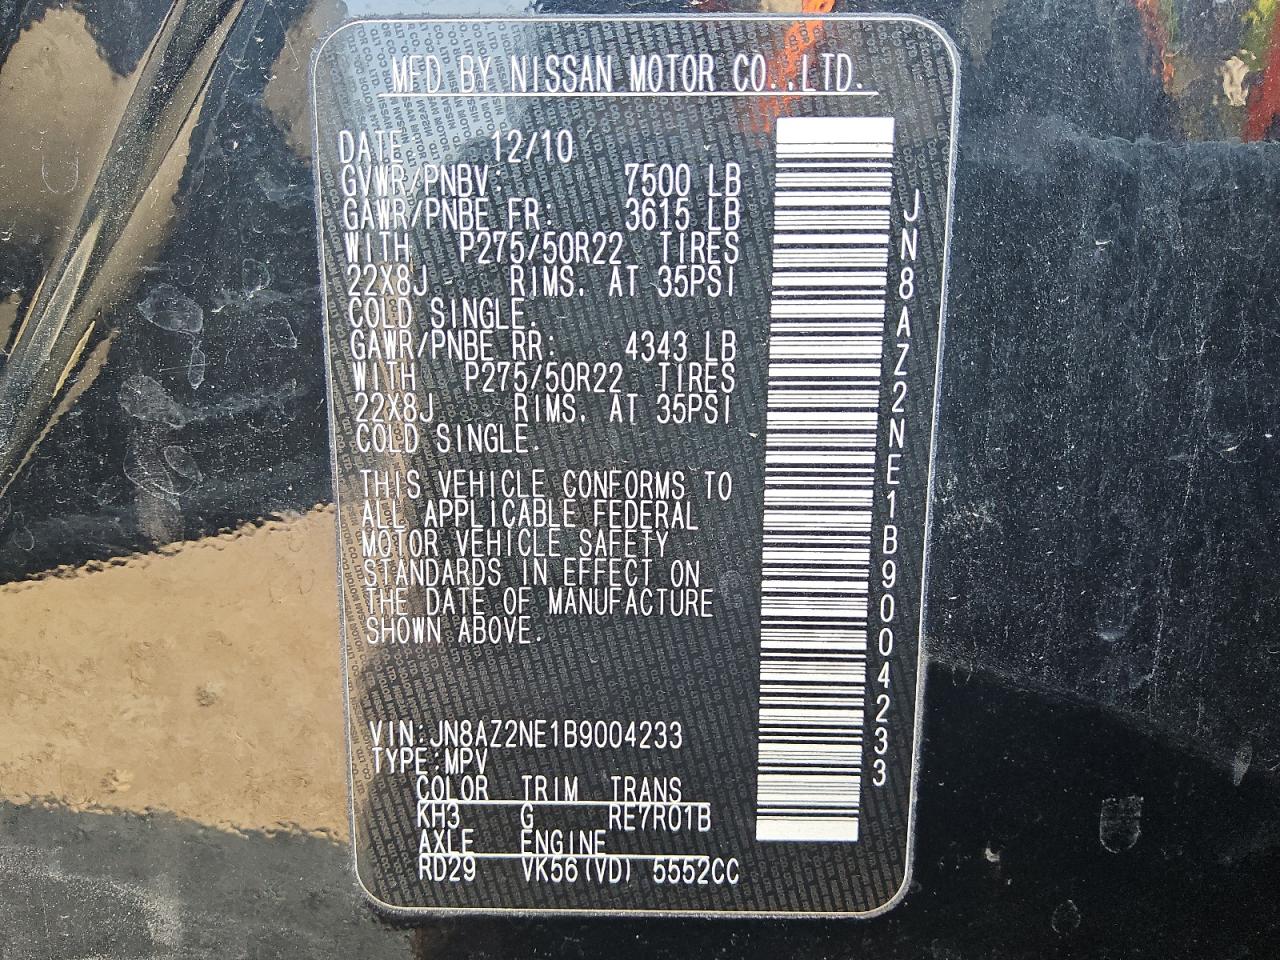 MFD BY NISSAN MOTOR CO.,LTD.
DATE 12/10
GVWR/PNBV: 7500 LB
GAWR/PNBE FR: 3615 LB
WITH P275/50R22 TIRES
22X8J RIMS. AT 35PSI
COLD SINGLE.
GAWR/PNBE RR: 4343 LB
WITH P275/50R22 TIRES
22X8J RIMS. AT 35PSI
COLD SINGLE.
THIS VEHICLE CONFORMS TO
ALL APPLICABLE FEDERAL
MOTOR VEHICLE SAFETY
STANDARDS IN EFFECT ON
THE DATE OF MANUFACTURE
SHOWN ABOVE.
VIN:JN8AZ2NE1B9004233
TYPE:MPV
COLOR TRIM TRANS
KH3 G RE7R01B
AXLE ENGINE
RD29 VK56(VD) 5552CC
JN8AZ2NE1B9004233